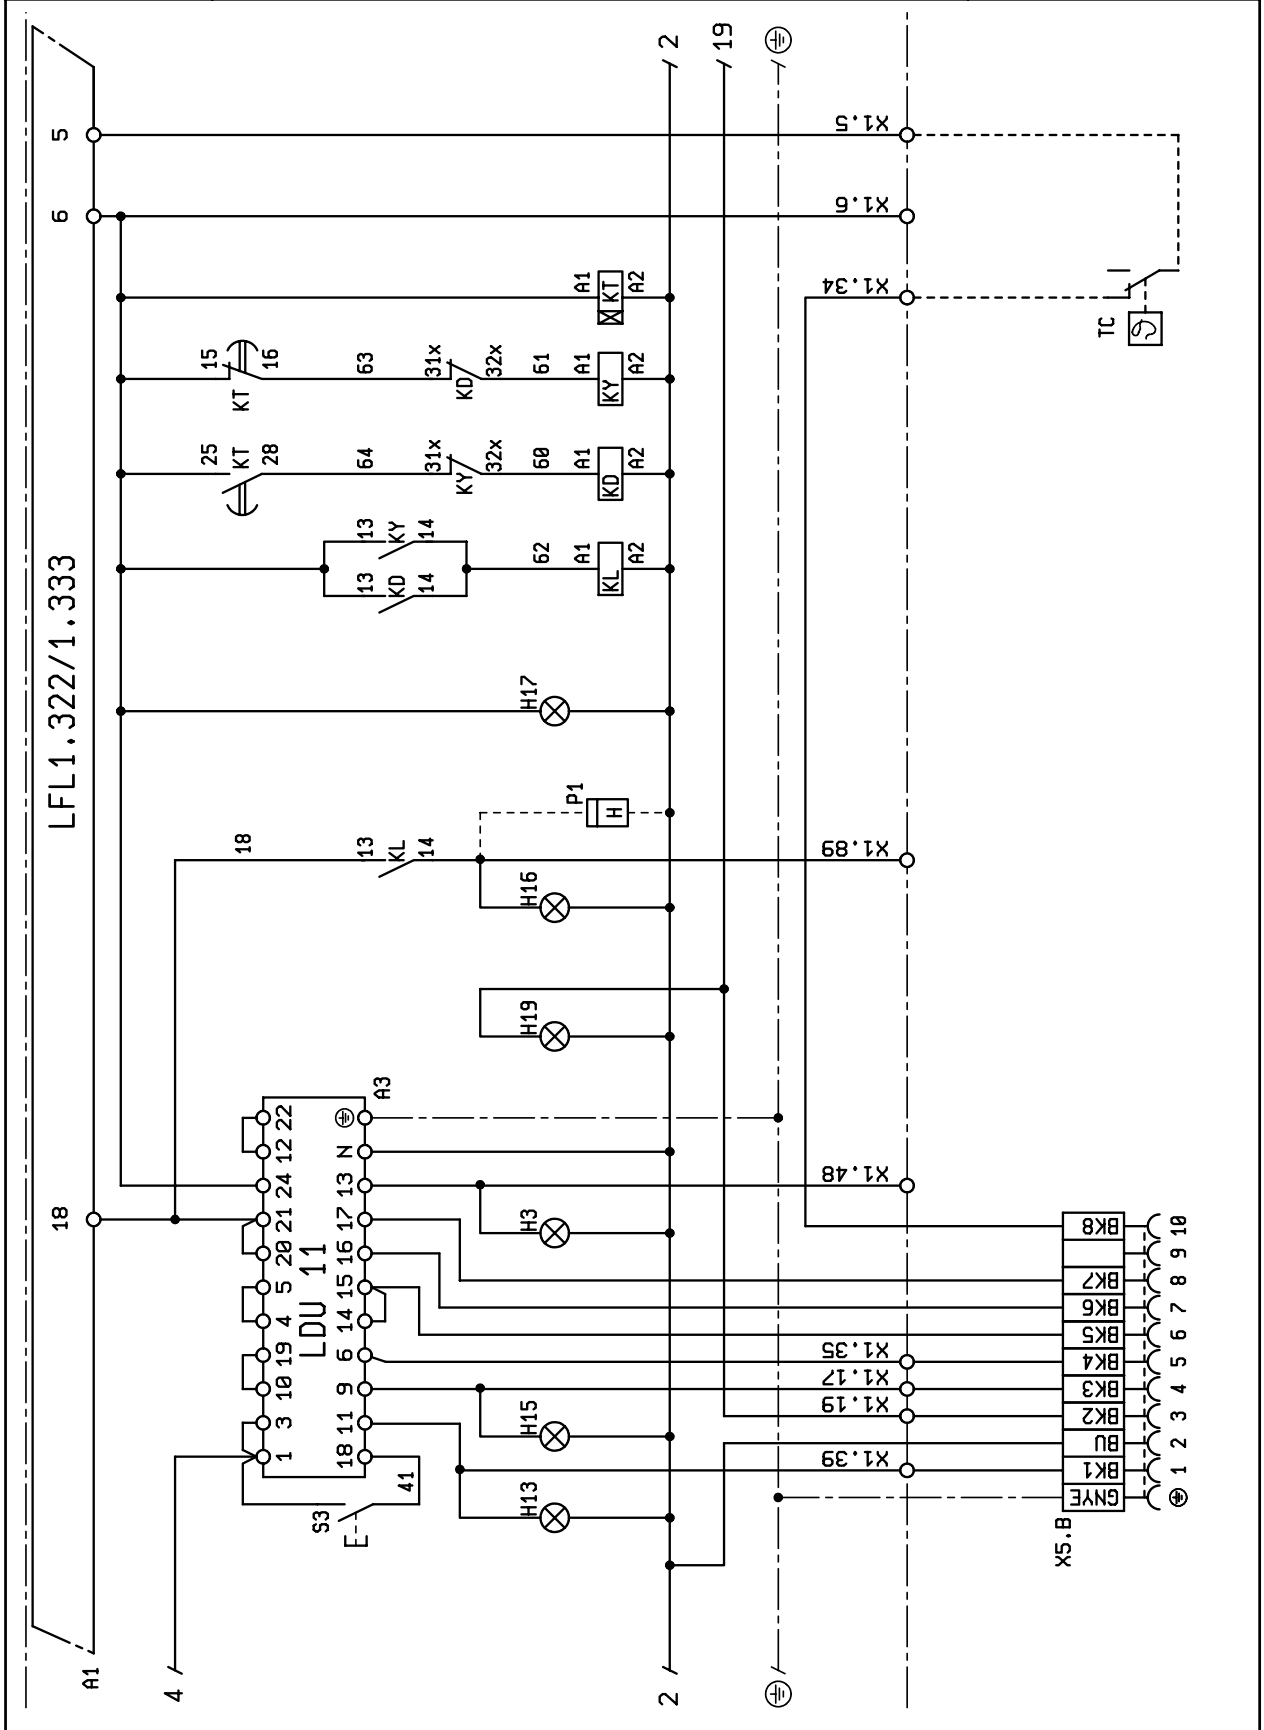 LFL1.322/1.333
A1
18
6
5
4
2
2
19
S3
41
LDU 11
A3
1
3
10
19
4
5
20
21
24
12
22
18
11
9
6
14
15
16
17
13
N
H13
H15
H3
H19
H16
H17
P1
H
18
13
KL
14
13
KD
14
13
KY
14
62
A1
KL
A2
25
KT
28
64
31x
KY
32x
60
A1
KD
A2
15
KT
16
63
31x
KD
32x
61
A1
KY
A2
A1
KT
A2
X1.39
X1.19
X1.17
X1.35
X1.48
X1.89
X1.34
X1.6
X1.5
TC
X5.B
GNYE
BK1
BU
BK2
BK3
BK4
BK5
BK6
BK7
BK8
1
2
3
4
5
6
7
8
9
10